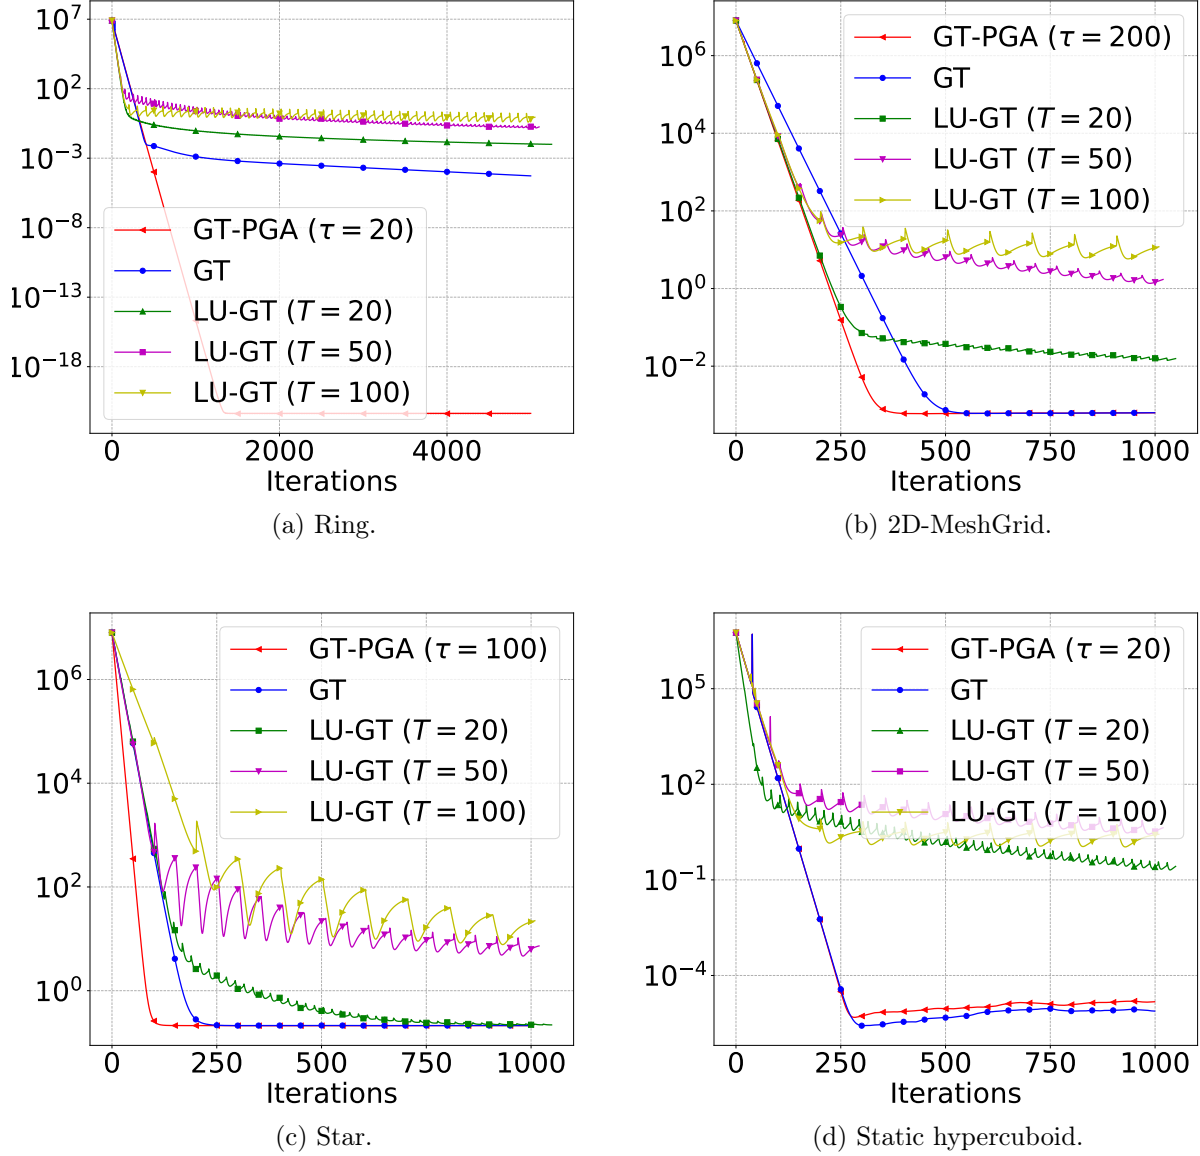 10^7
10^2
10^−3
10^−8
10^−13
10^−18
GT-PGA (τ = 20)
GT
LU-GT (T = 20)
LU-GT (T = 50)
LU-GT (T = 100)
0 2000 4000
Iterations
(a) Ring.
10^6
10^4
10^2
10^0
10^−2
GT-PGA (τ = 200)
GT
LU-GT (T = 20)
LU-GT (T = 50)
LU-GT (T = 100)
0 250 500 750 1000
Iterations
(b) 2D-MeshGrid.
10^6
10^4
10^2
10^0
GT-PGA (τ = 100)
GT
LU-GT (T = 20)
LU-GT (T = 50)
LU-GT (T = 100)
0 250 500 750 1000
Iterations
(c) Star.
10^5
10^2
10^−1
10^−4
GT-PGA (τ = 20)
GT
LU-GT (T = 20)
LU-GT (T = 50)
LU-GT (T = 100)
0 250 500 750 1000
Iterations
(d) Static hypercuboid.